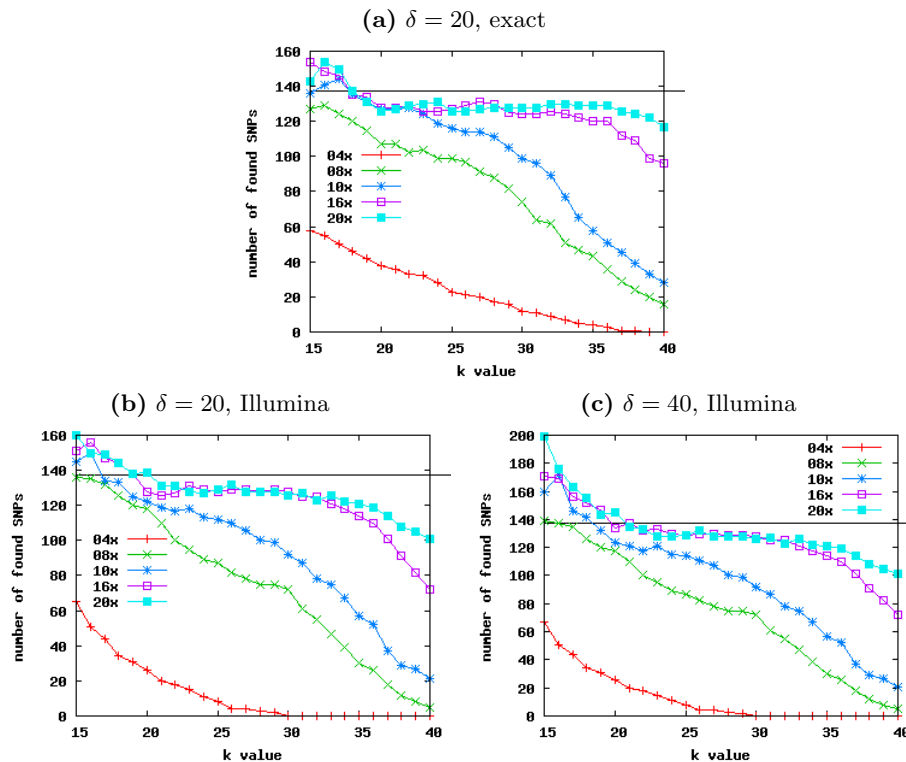 (a) δ = 20, exact
160
140
120
100
80
60
40
20
0
number of found SNPs
04x
08x
10x
16x
20x
15 20 25 30 35 40
k value
(b) δ = 20, Illumina
160
140
120
100
80
60
40
20
0
number of found SNPs
04x
08x
10x
16x
20x
15 20 25 30 35 40
k value
(c) δ = 40, Illumina
200
180
160
140
120
100
80
60
40
20
0
number of found SNPs
04x
08x
10x
16x
20x
15 20 25 30 35 40
k value